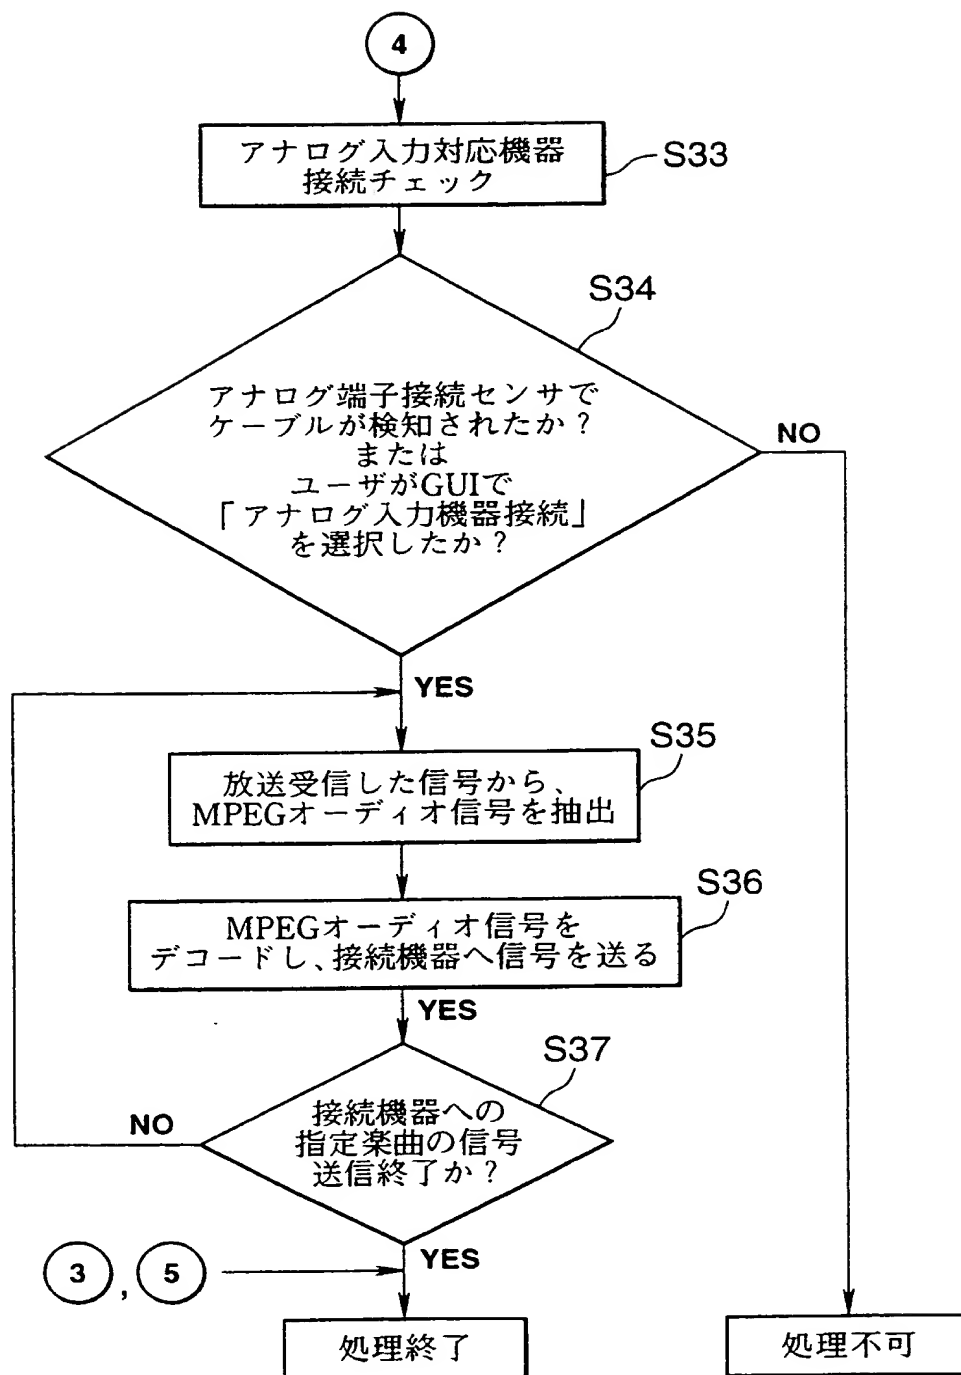 4
アナログ入力対応機器
接続チェック
S33
S34
アナログ端子接続センサで
ケーブルが検知されたか?
または
ユーザがGUIで
「アナログ入力機器接続」
を選択したか?
NO
YES
S35
放送受信した信号から、
MPEGオーディオ信号を抽出
S36
MPEGオーディオ信号を
デコードし、接続機器へ信号を送る
YES
S37
接続機器への
指定楽曲の信号
送信終了か?
NO
YES
3 , 5
処理終了
処理不可